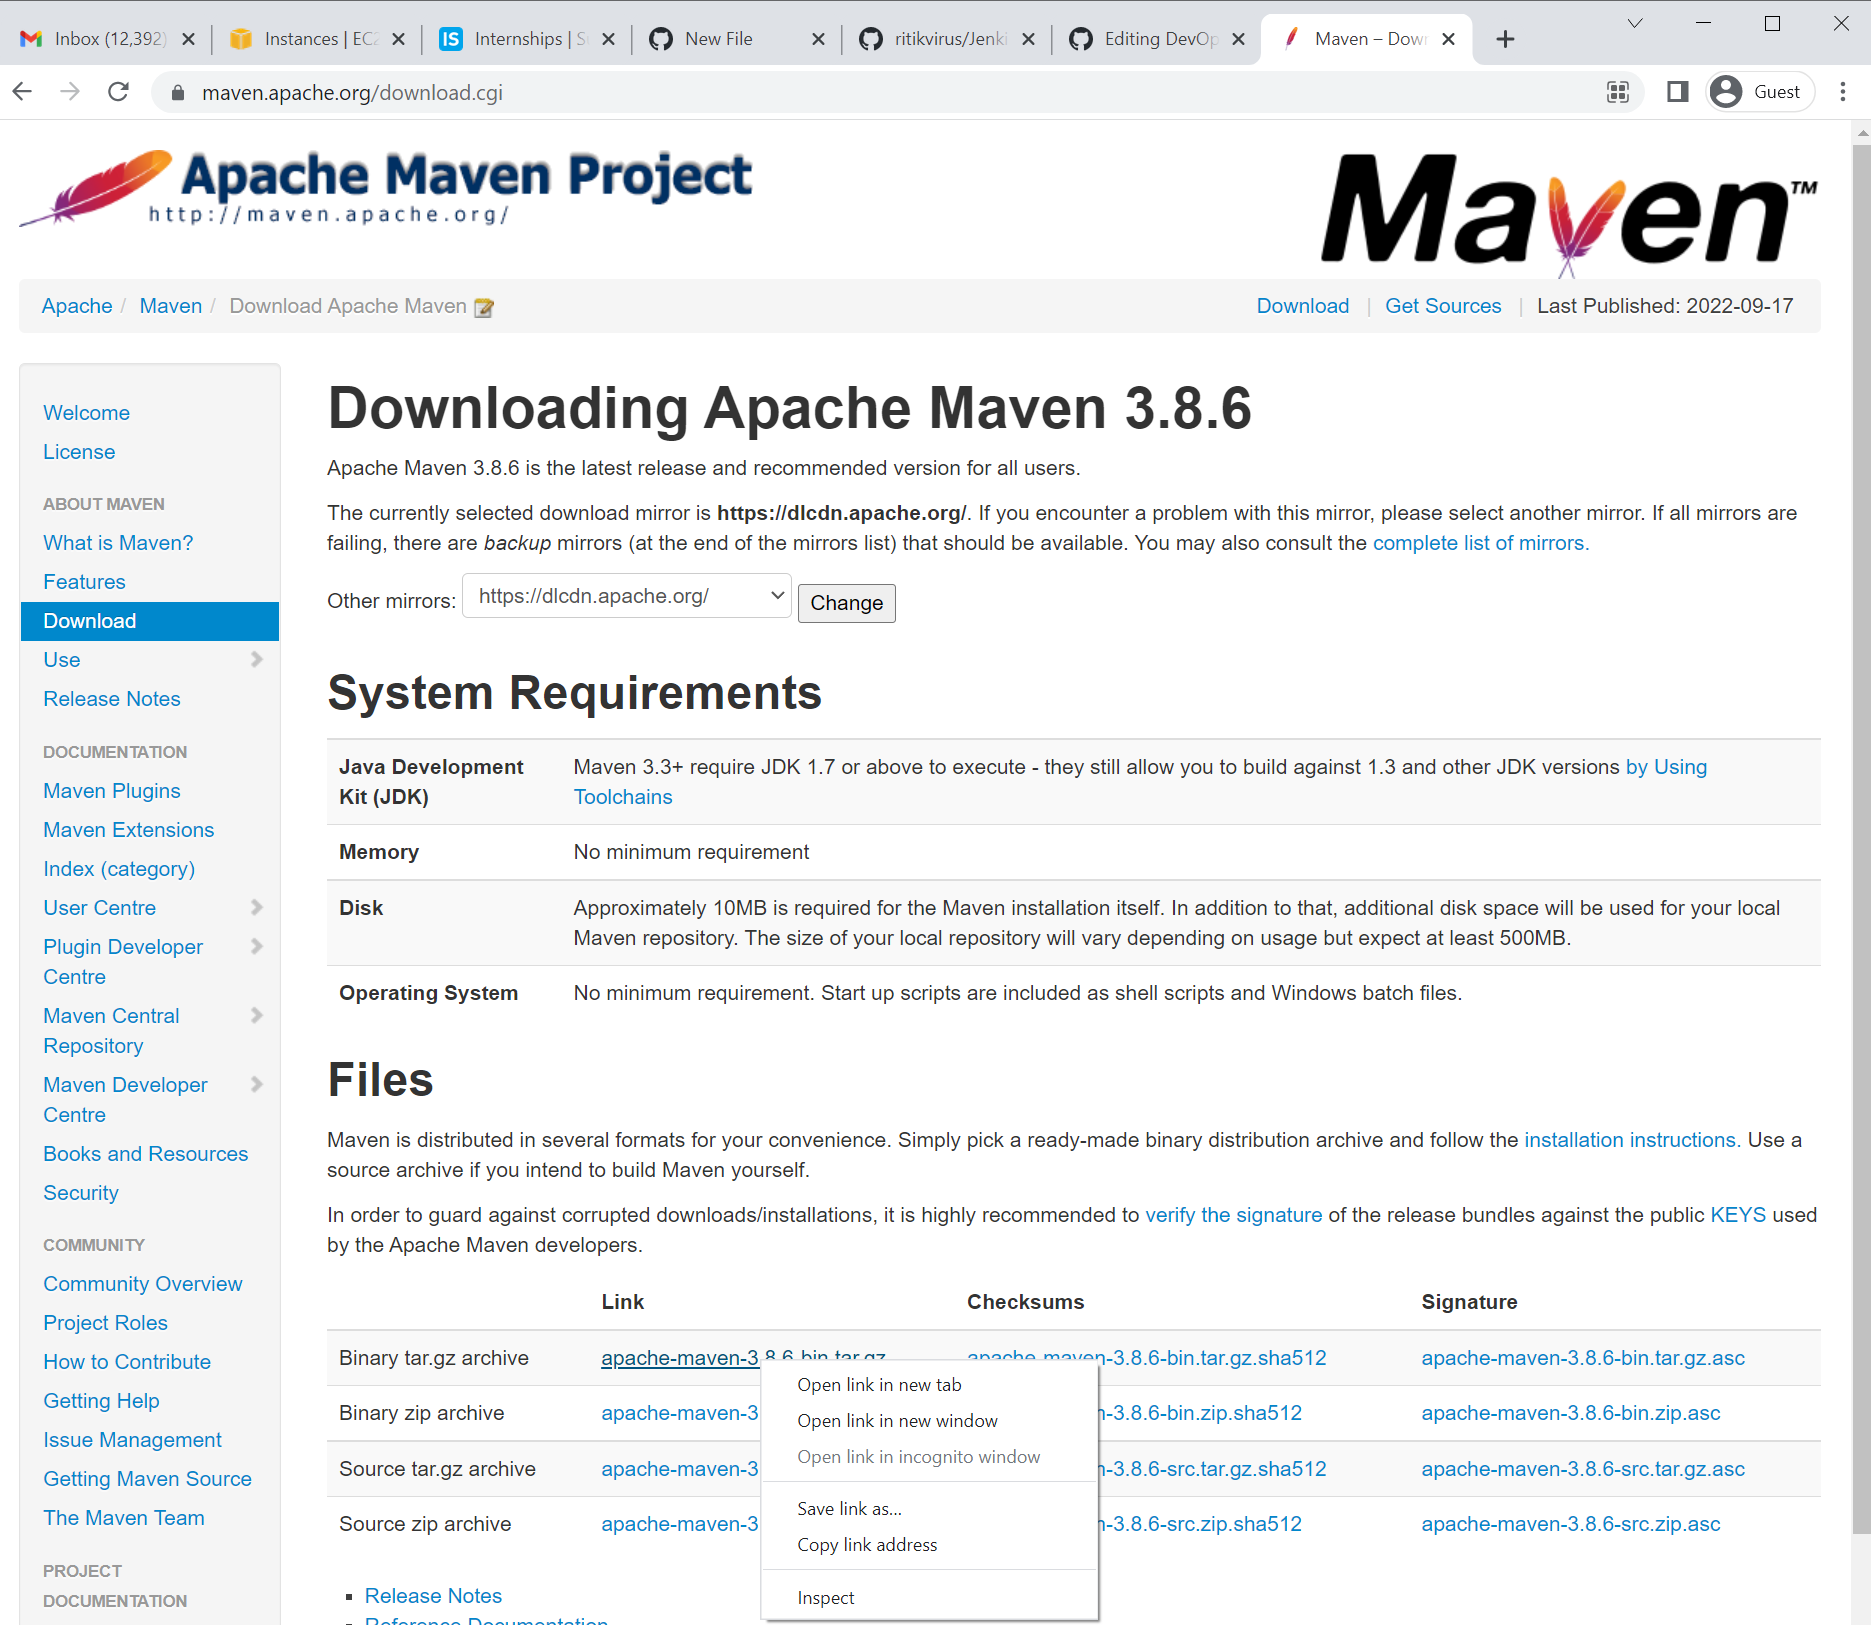 Inbox (12,392)
Instances | EC2
IS Internships | S
New File
ritikvirus/Jenki
Editing DevOp
Maven – Dow
maven.apache.org/download.cgi
Guest
Apache Maven Project
http://maven.apache.org/
Maven™
Apache / Maven / Download Apache Maven
Download | Get Sources | Last Published: 2022-09-17
Welcome
License
ABOUT MAVEN
What is Maven?
Features
Download
Use
Release Notes
DOCUMENTATION
Maven Plugins
Maven Extensions
Index (category)
User Centre
Plugin Developer
Centre
Maven Central
Repository
Maven Developer
Centre
Books and Resources
Security
COMMUNITY
Community Overview
Project Roles
How to Contribute
Getting Help
Issue Management
Getting Maven Source
The Maven Team
PROJECT
DOCUMENTATION
Downloading Apache Maven 3.8.6
Apache Maven 3.8.6 is the latest release and recommended version for all users.
The currently selected download mirror is https://dlcdn.apache.org/. If you encounter a problem with this mirror, please select another mirror. If all mirrors are
failing, there are backup mirrors (at the end of the mirrors list) that should be available. You may also consult the complete list of mirrors.
Other mirrors: https://dlcdn.apache.org/ Change
System Requirements
Java Development Maven 3.3+ require JDK 1.7 or above to execute - they still allow you to build against 1.3 and other JDK versions by Using
Kit (JDK) Toolchains
Memory No minimum requirement
Disk Approximately 10MB is required for the Maven installation itself. In addition to that, additional disk space will be used for your local
Maven repository. The size of your local repository will vary depending on usage but expect at least 500MB.
Operating System No minimum requirement. Start up scripts are included as shell scripts and Windows batch files.
Files
Maven is distributed in several formats for your convenience. Simply pick a ready-made binary distribution archive and follow the installation instructions. Use a
source archive if you intend to build Maven yourself.
In order to guard against corrupted downloads/installations, it is highly recommended to verify the signature of the release bundles against the public KEYS used
by the Apache Maven developers.
Link Checksums Signature
Binary tar.gz archive apache-maven-3.8.6-bin.tar.gz apache-maven-3.8.6-bin.tar.gz.sha512 apache-maven-3.8.6-bin.tar.gz.asc
Binary zip archive apache-maven-3 n-3.8.6-bin.zip.sha512 apache-maven-3.8.6-bin.zip.asc
Source tar.gz archive apache-maven-3 n-3.8.6-src.tar.gz.sha512 apache-maven-3.8.6-src.tar.gz.asc
Source zip archive apache-maven-3 n-3.8.6-src.zip.sha512 apache-maven-3.8.6-src.zip.asc
Open link in new tab
Open link in new window
Open link in incognito window
Save link as...
Copy link address
Inspect
Release Notes
Reference Documentation